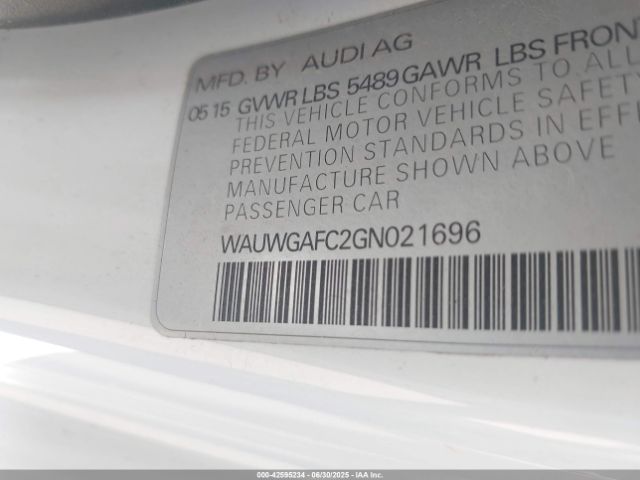 MFD. BY AUDI AG
05 15 GVWR LBS 5489 GAWR LBS FRON
THIS VEHICLE CONFORMS TO ALL
FEDERAL MOTOR VEHICLE SAFETY
PREVENTION STANDARDS IN EFFE
MANUFACTURE SHOWN ABOVE
PASSENGER CAR
WAUWGAFC2GN021696
000-42595234 - 06/30/2025 - IAA Inc.